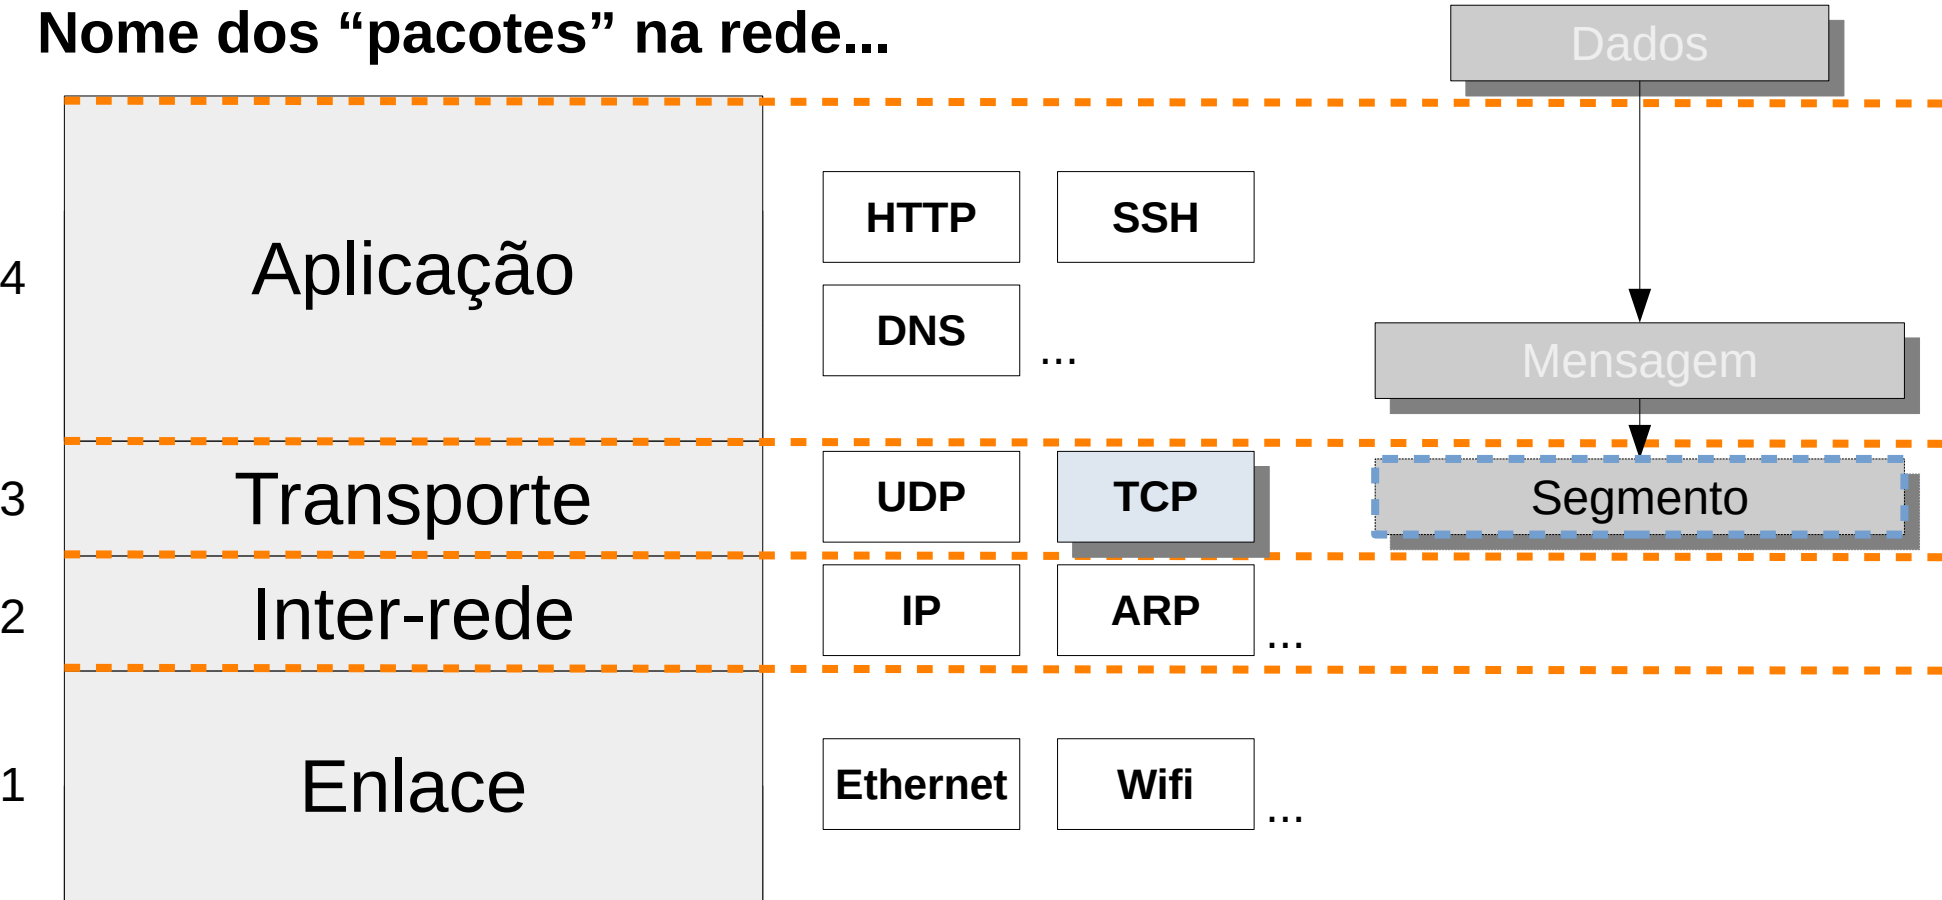 Nome dos “pacotes” na rede...
Dados
HTTP
SSH
4
Aplicação
DNS
...
Mensagem
3
Transporte
UDP
TCP
Segmento
2
Inter-rede
IP
ARP
...
1
Enlace
Ethernet
Wifi
...